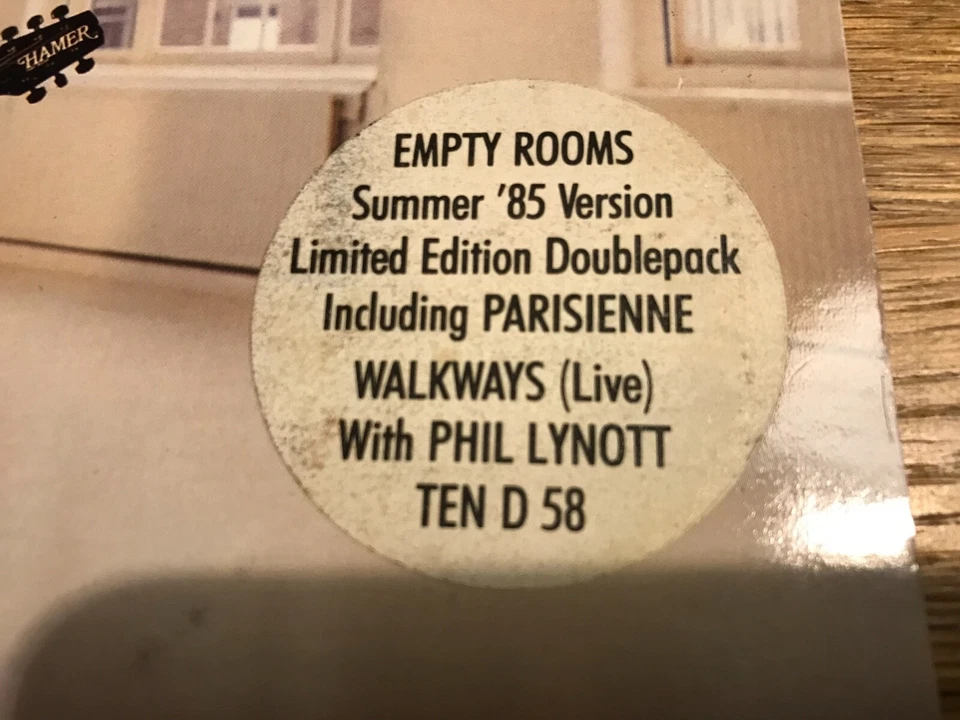 HAMER
EMPTY ROOMS
Summer '85 Version
Limited Edition Doublepack
Including PARISIENNE
WALKWAYS (Live)
With PHIL LYNOTT
TEN D 58